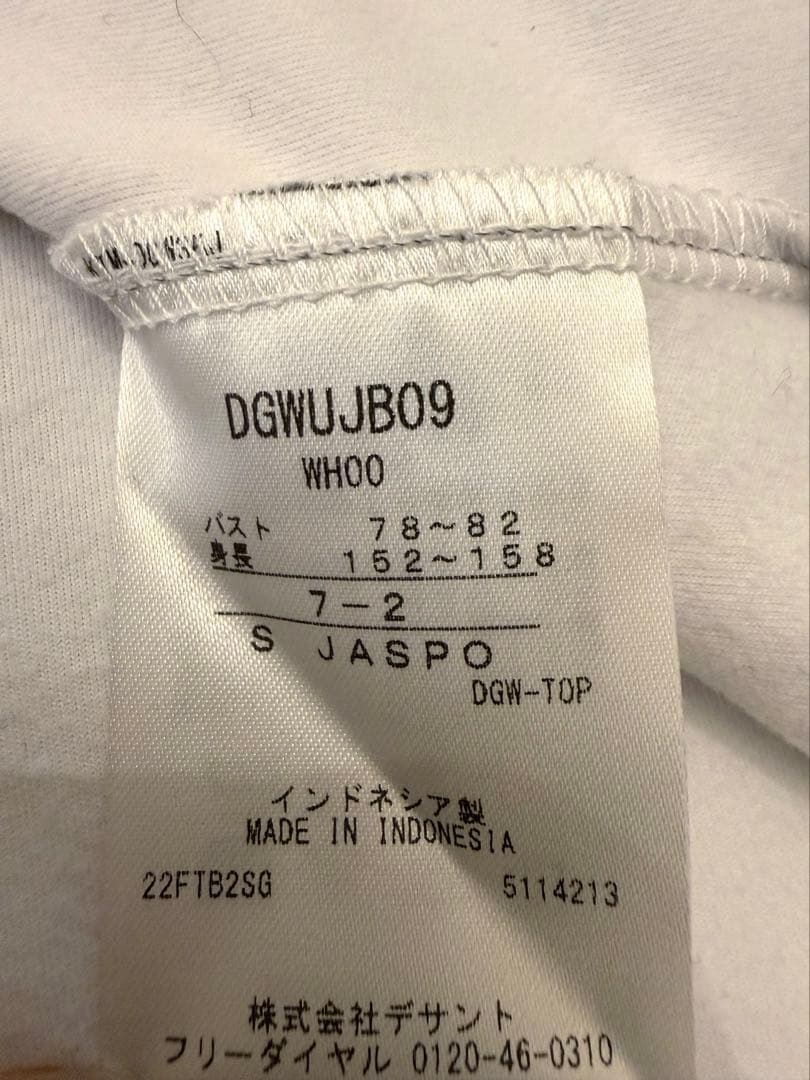 DGWUJB09
WH00
バスト 78～82
身長 152～158
7-2
S JASPO
DGW-TOP
インドネシア製
MADE IN INDONESIA
22FTB2SG 5114213
株式会社デサント
フリーダイヤル 0120-46-0310